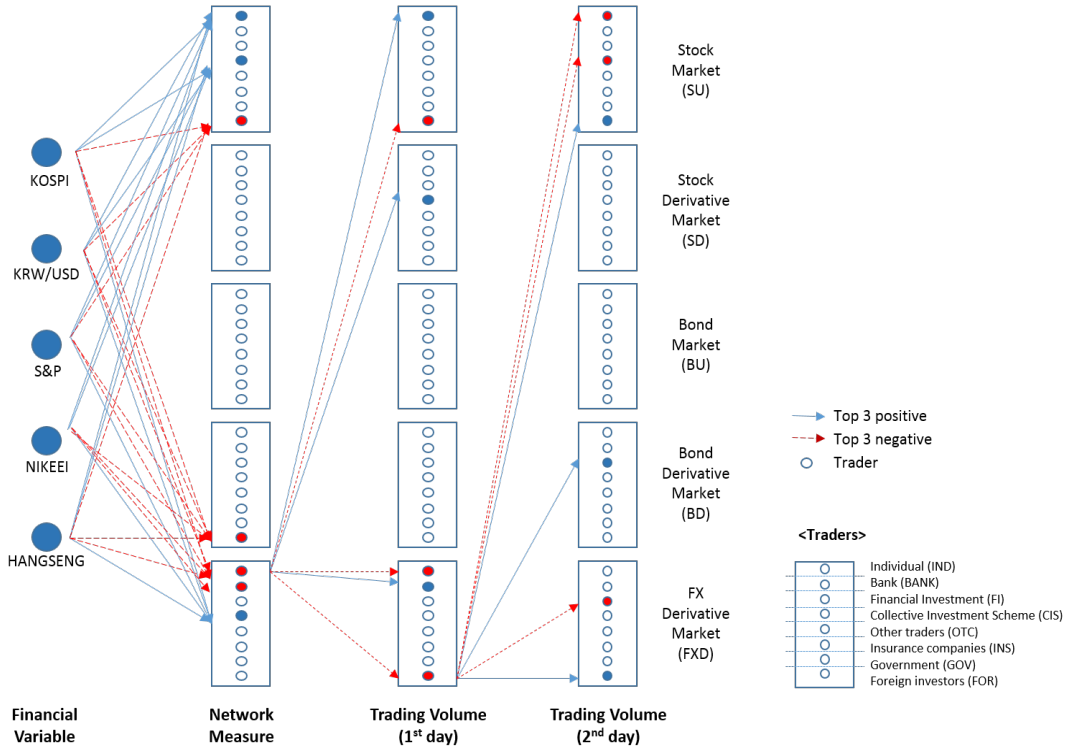 KOSPI
KRW/USD
S&P
NIKEEI
HANGSENG
Stock
Market
(SU)
Stock
Derivative
Market
(SD)
Bond
Market
(BU)
Bond
Derivative
Market
(BD)
FX
Derivative
Market
(FXD)
Top 3 positive
Top 3 negative
Trader
<Traders>
Individual (IND)
Bank (BANK)
Financial Investment (FI)
Collective Investment Scheme (CIS)
Other traders (OTC)
Insurance companies (INS)
Government (GOV)
Foreign investors (FOR)
Financial
Variable
Network
Measure
Trading Volume
(1st day)
Trading Volume
(2nd day)